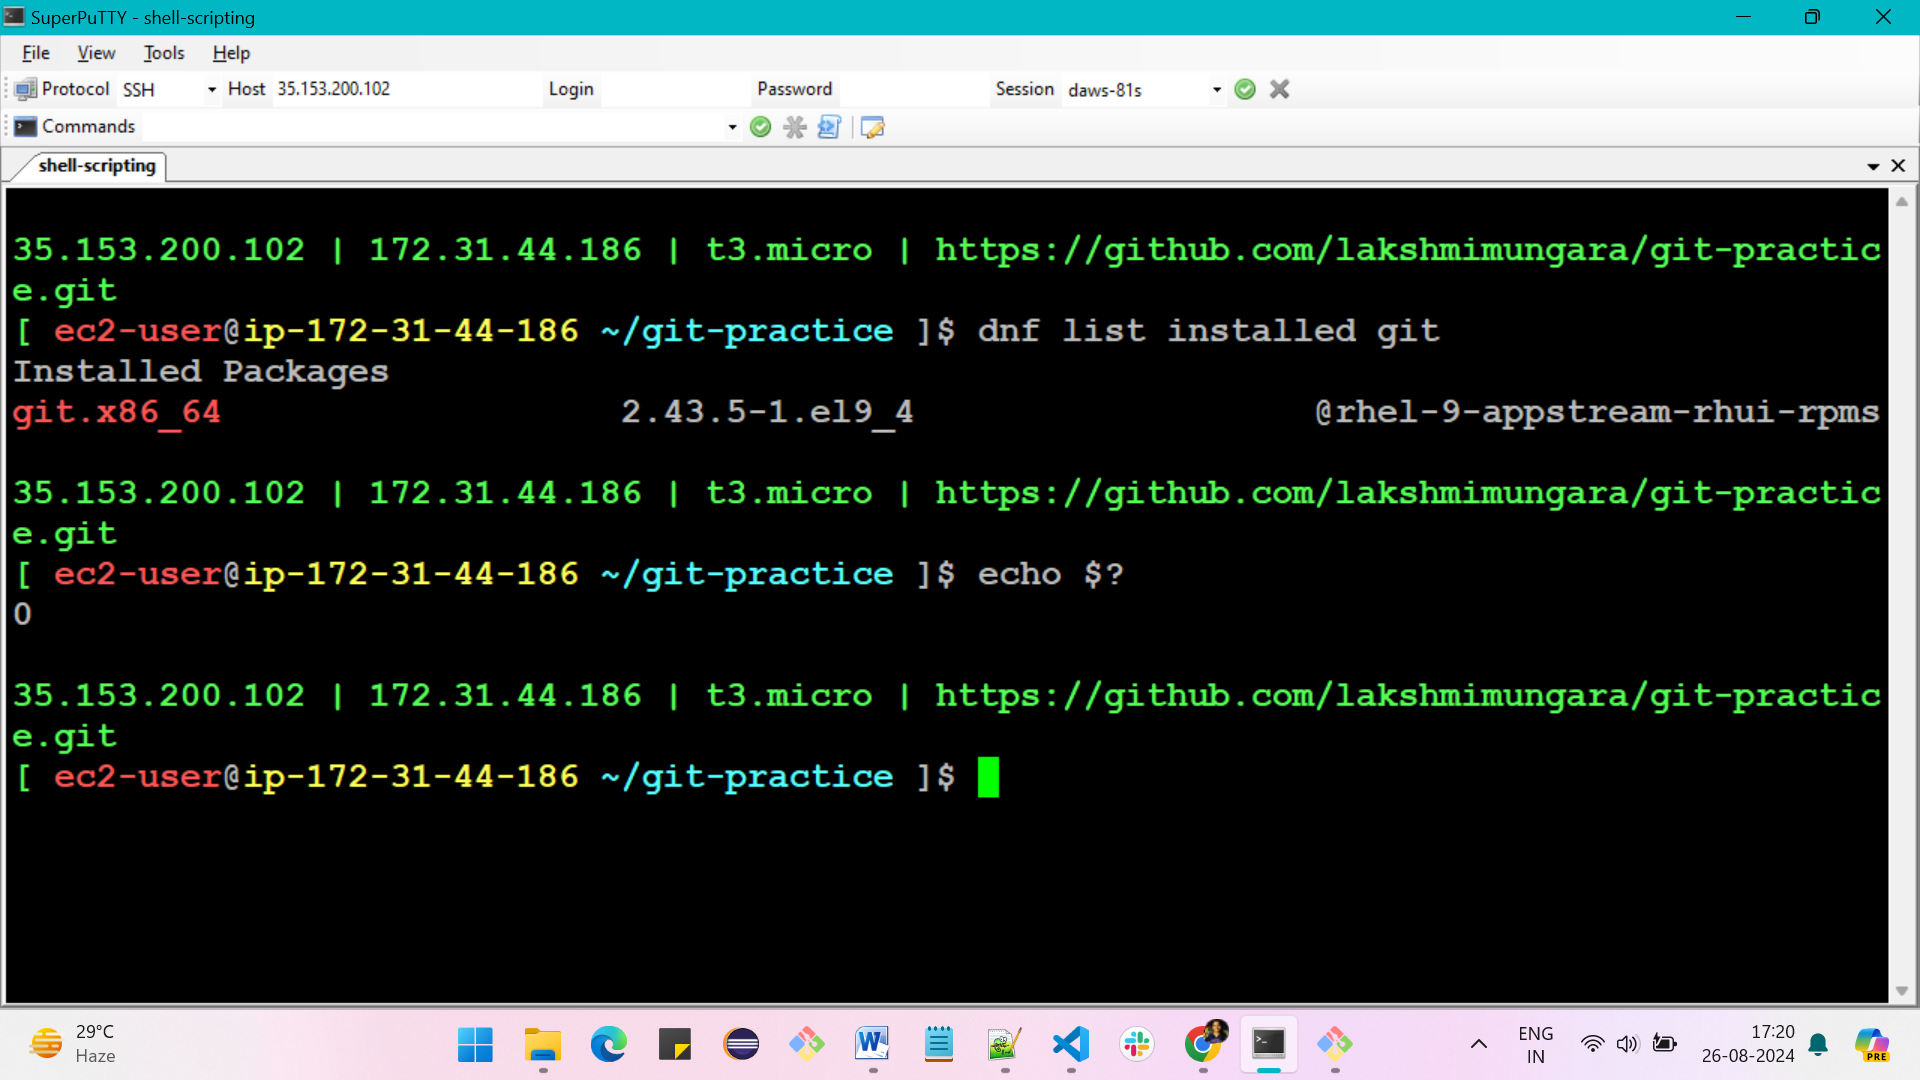 SuperPuTTY - shell-scripting
File View Tools Help
Protocol SSH Host 35.153.200.102 Login Password Session daws-81s
Commands
shell-scripting
35.153.200.102 | 172.31.44.186 | t3.micro | https://github.com/lakshmimungara/git-practic
e.git
[ ec2-user@ip-172-31-44-186 ~/git-practice ]$ dnf list installed git
Installed Packages
git.x86_64 2.43.5-1.el9_4 @rhel-9-appstream-rhui-rpms
35.153.200.102 | 172.31.44.186 | t3.micro | https://github.com/lakshmimungara/git-practic
e.git
[ ec2-user@ip-172-31-44-186 ~/git-practice ]$ echo $?
0
35.153.200.102 | 172.31.44.186 | t3.micro | https://github.com/lakshmimungara/git-practic
e.git
[ ec2-user@ip-172-31-44-186 ~/git-practice ]$
29°C
Haze
ENG
IN
17:20
26-08-2024
PRE